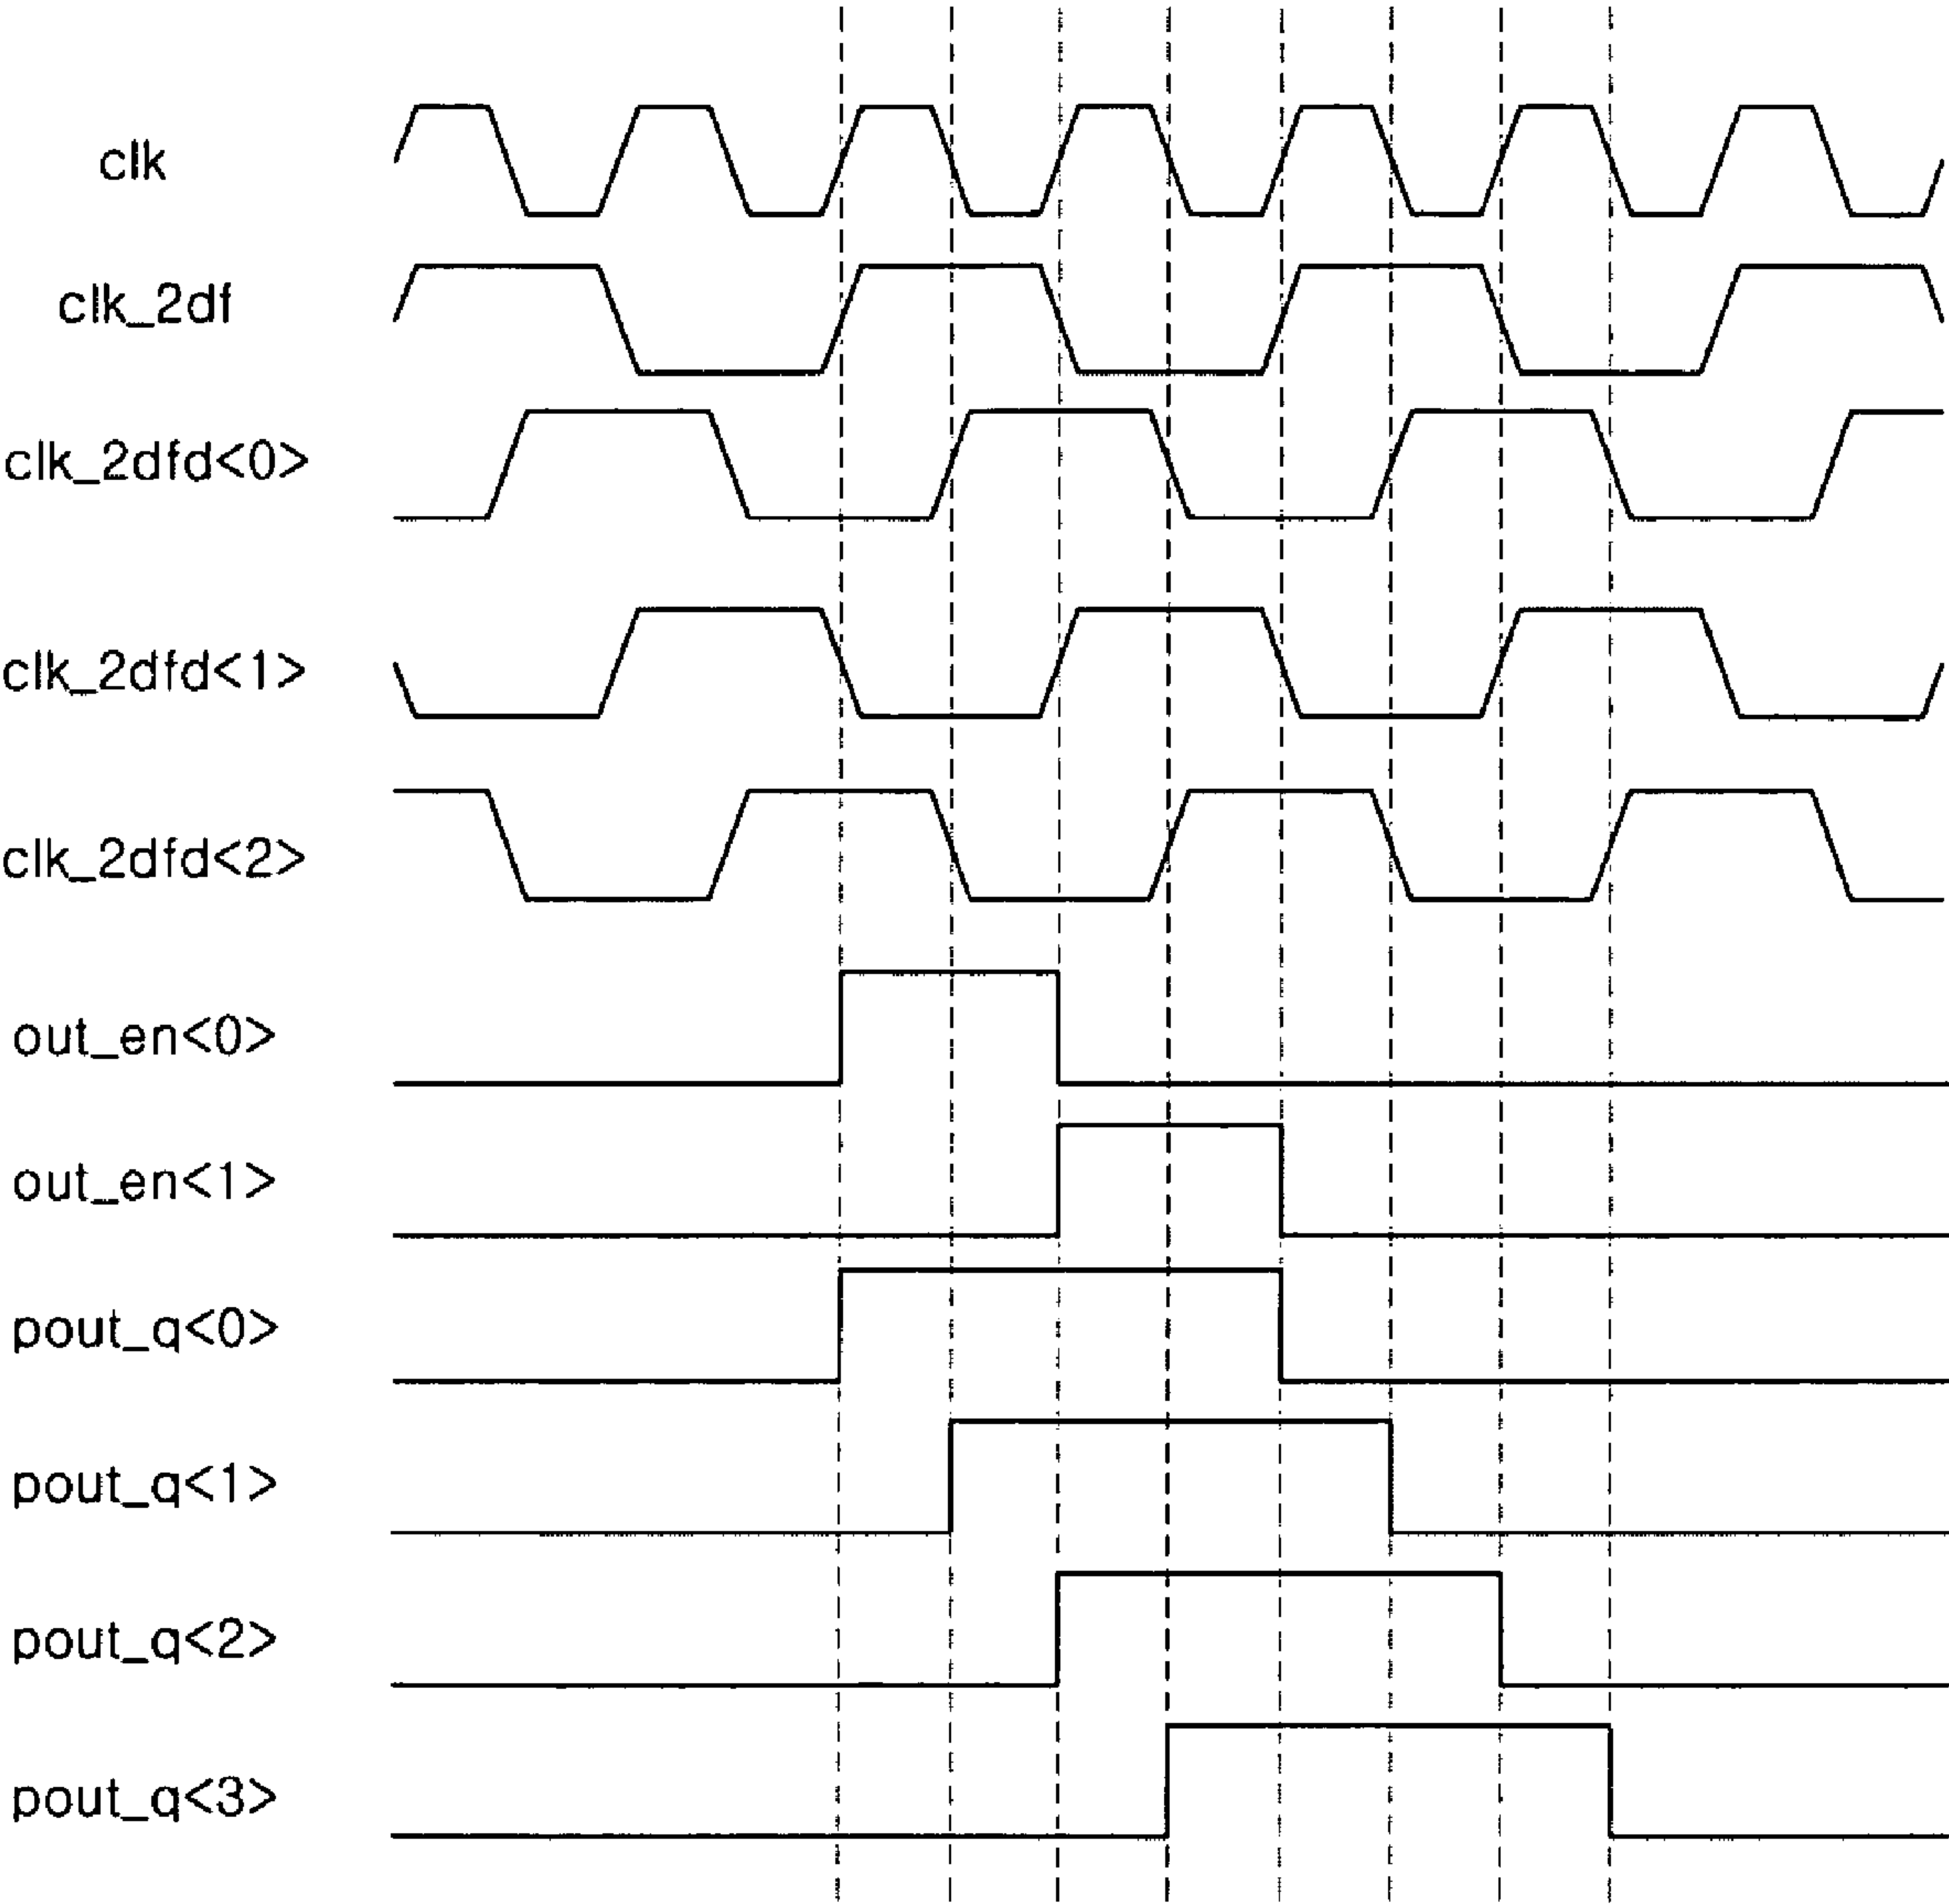 clk
clk_2df
clk_2dfd<0>
clk_2dfd<1>
clk_2dfd<2>
out_en<0>
out_en<1>
pout_q<0>
pout_q<1>
pout_q<2>
pout_q<3>